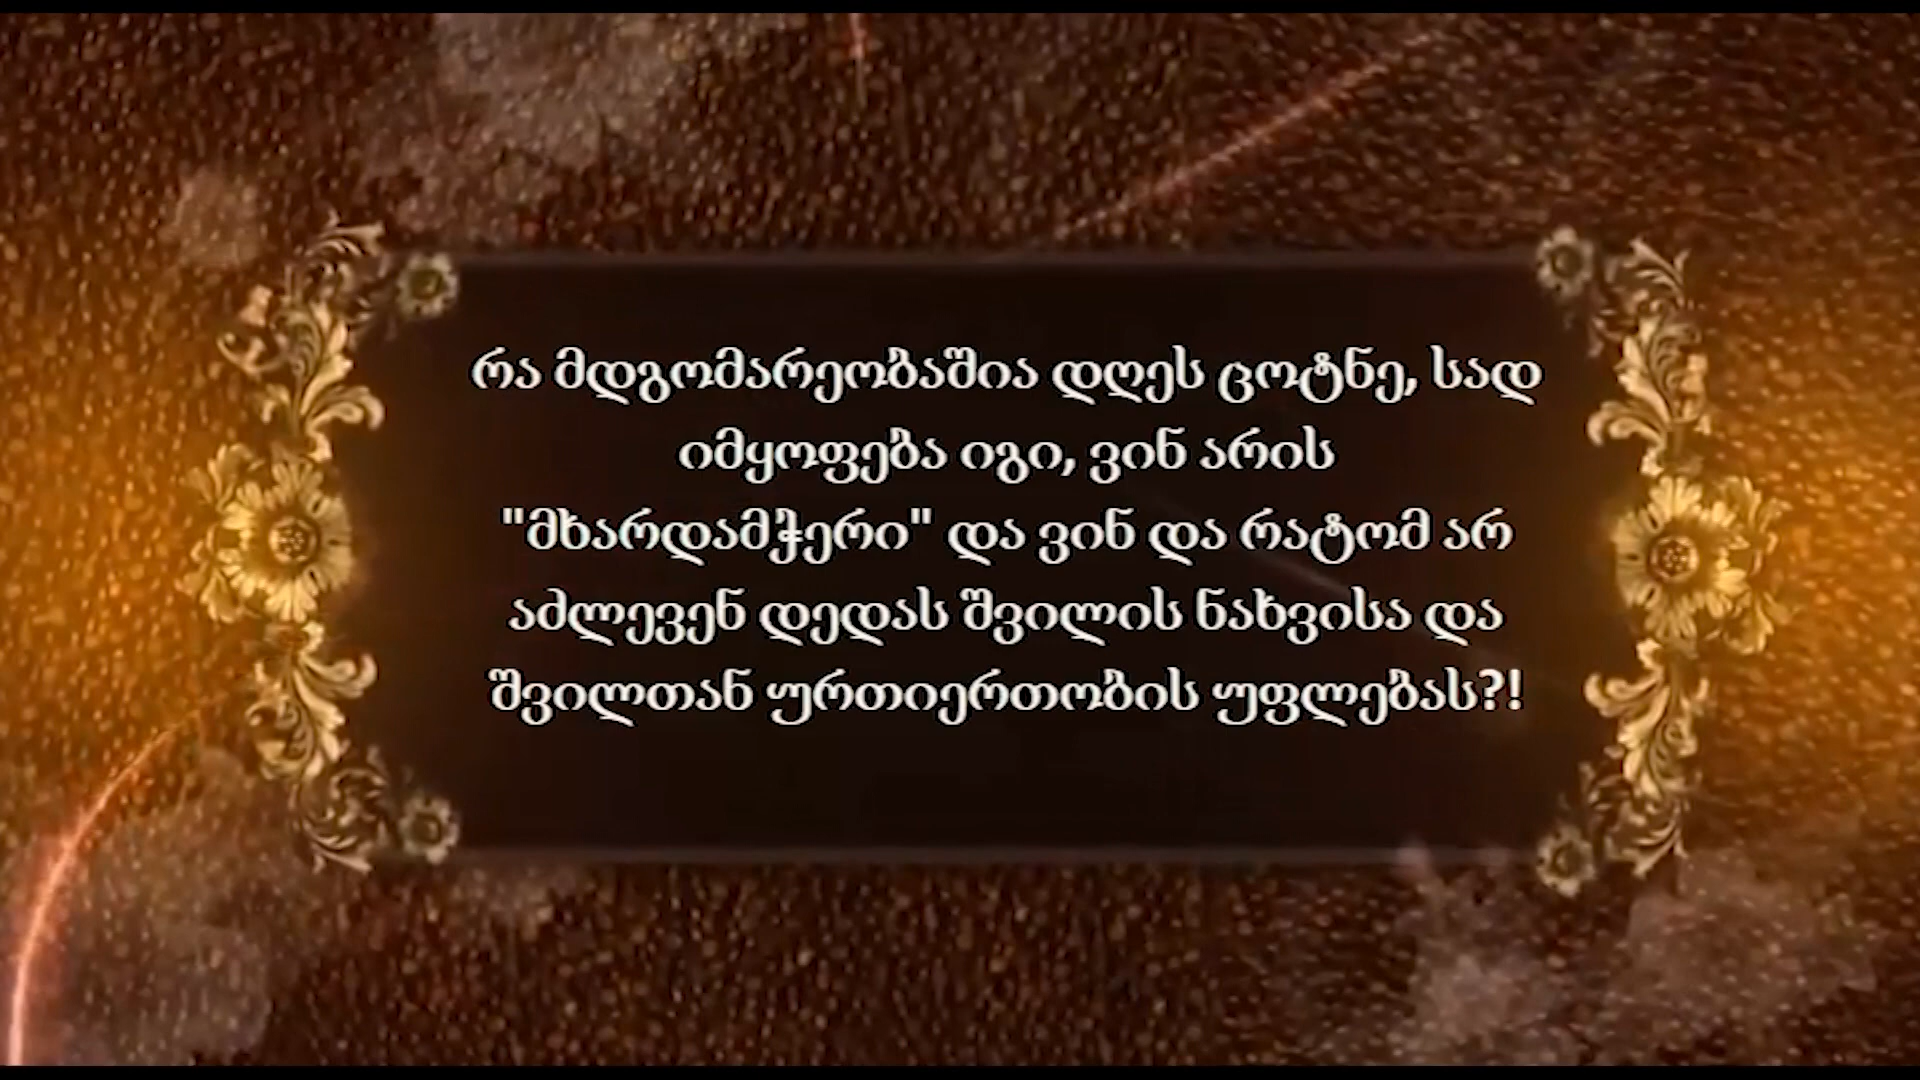 რა მდგომარეობაშია დღეს ცოტნე, სად
იმყოფება იგი, ვინ არის
"მხარდამჭერი" და ვინ და რატომ არ
აძლევენ დედას შვილის ნახვისა და
შვილთან ურთიერთობის უფლებას?!